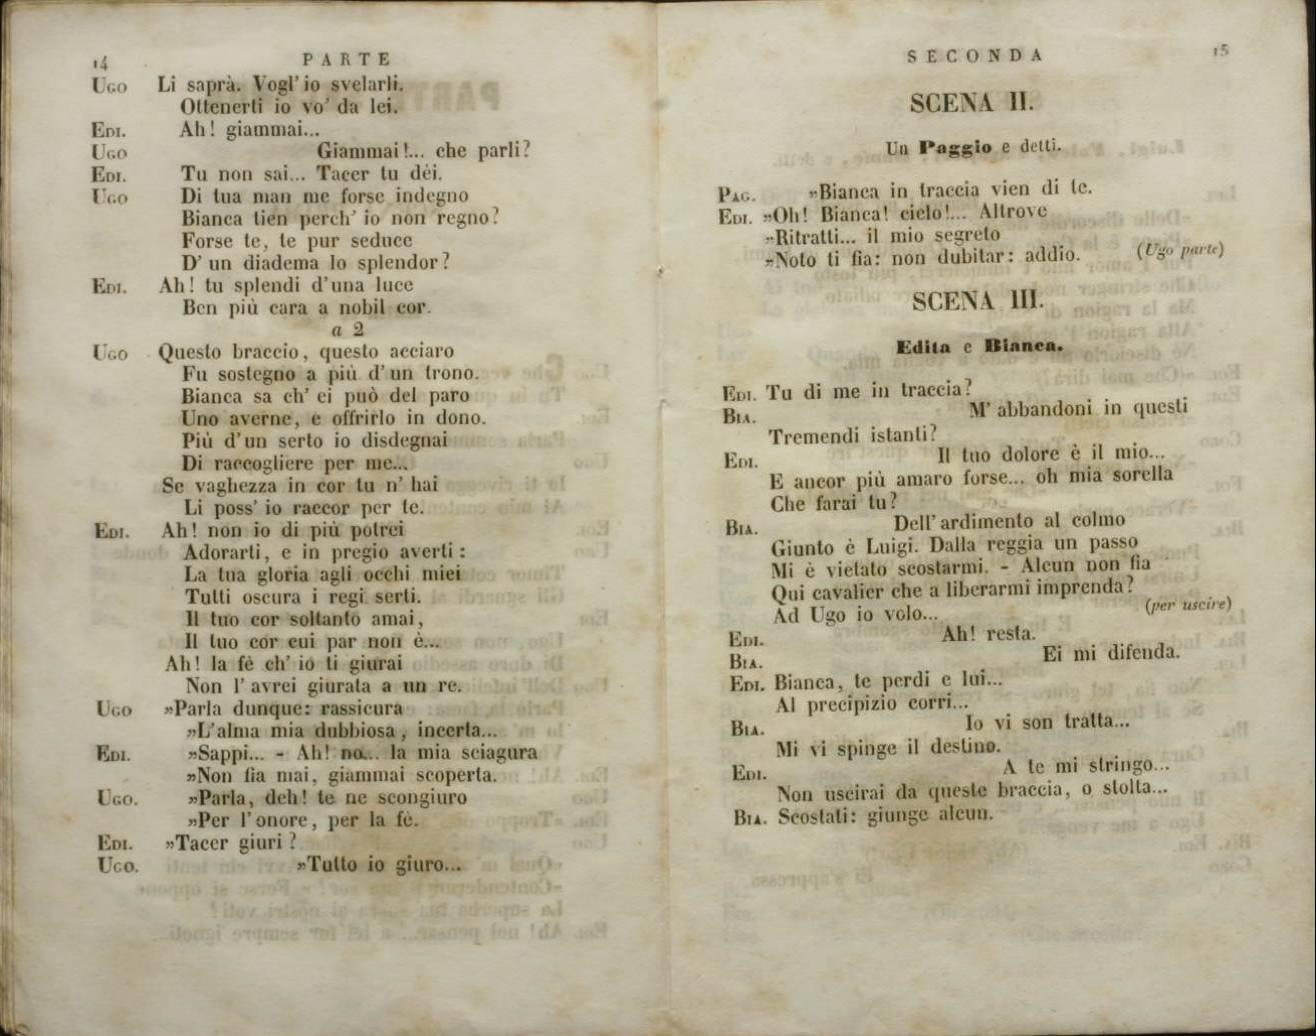 14
PARTE
UGO Li saprà. Vogl' io svelarli.
Ottenerti io vo' da lei.
EDI. Ah! giammai...
UGO Giammai!... che parli?
EDI. Tu non sai... Tacer tu dèi.
UGO Di tua man me forse indegno
Bianca tien perch' io non regno?
Forse te, te pur seduce
D' un diadema lo splendor?
EDI. Ah! tu splendi d'una luce
Ben più cara a nobil cor.
a 2
UGO Questo braccio, questo acciaro
Fu sostegno a più d' un trono.
Bianca sa ch' ei può del paro
Uno averne, e offrirlo in dono.
Più d'un serto io disdegnai
Di raccogliere per me...
Se vaghezza in cor tu n' hai
Li poss' io raccor per te.
EDI. Ah! non io di più potrei
Adorarti, e in pregio averti:
La tua gloria agli occhi miei
Tutti oscura i regi serti.
Il tuo cor soltanto amai,
Il tuo cor cui par non è...
Ah! la fè ch' io ti giurai
Non l' avrei giurata a un re.
UGO »Parla dunque: rassicura
»L'alma mia dubbiosa, incerta...
EDI. »Sappi... - Ah! no... la mia sciagura
»Non fia mai, giammai scoperta.
UGO. »Parla, deh! te ne scongiuro
»Per l'onore, per la fè.
EDI. »Tacer giuri?
UGO. »Tutto io giuro...
SECONDA
15
SCENA II.
Un Paggio e detti.
PAG. »Bianca in traccia vien di te.
EDI. »Oh! Bianca! cielo!... Altrove
»Ritratti... il mio segreto
»Noto ti fia: non dubitar: addio. (Ugo parte)
SCENA III.
Edita e Bianca.
EDI. Tu di me in traccia?
BIA. M' abbandoni in questi
Tremendi istanti?
EDI. Il tuo dolore è il mio...
E ancor più amaro forse... oh mia sorella
Che farai tu?
BIA. Dell' ardimento al colmo
Giunto è Luigi. Dalla reggia un passo
Mi è vietato scostarmi. - Alcun non fia
Qui cavalier che a liberarmi imprenda?
Ad Ugo io volo... (per uscire)
EDI. Ah! resta.
BIA. Ei mi difenda.
EDI. Bianca, te perdi e lui...
Al precipizio corri...
BIA. Io vi son tratta...
Mi vi spinge il destino.
EDI. A te mi stringo...
Non uscirai da queste braccia, o stolta...
BIA. Scostati: giunge alcun.